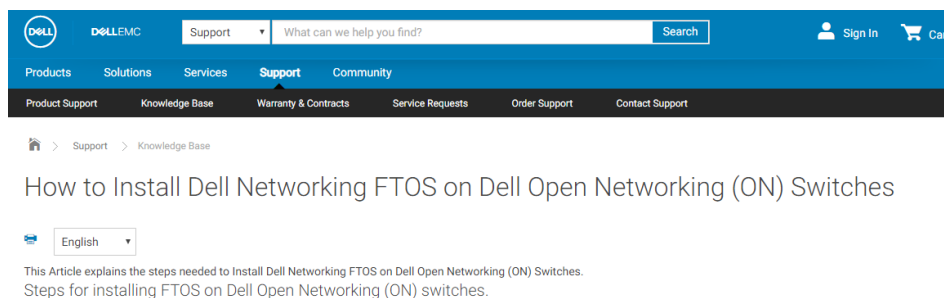 DELL DELLEMC Support What can we help you find? Search Sign In Car
Products Solutions Services Support Community
Product Support Knowledge Base Warranty & Contracts Service Requests Order Support Contact Support
> Support > Knowledge Base
How to Install Dell Networking FTOS on Dell Open Networking (ON) Switches
English
This Article explains the steps needed to Install Dell Networking FTOS on Dell Open Networking (ON) Switches.
Steps for installing FTOS on Dell Open Networking (ON) switches.